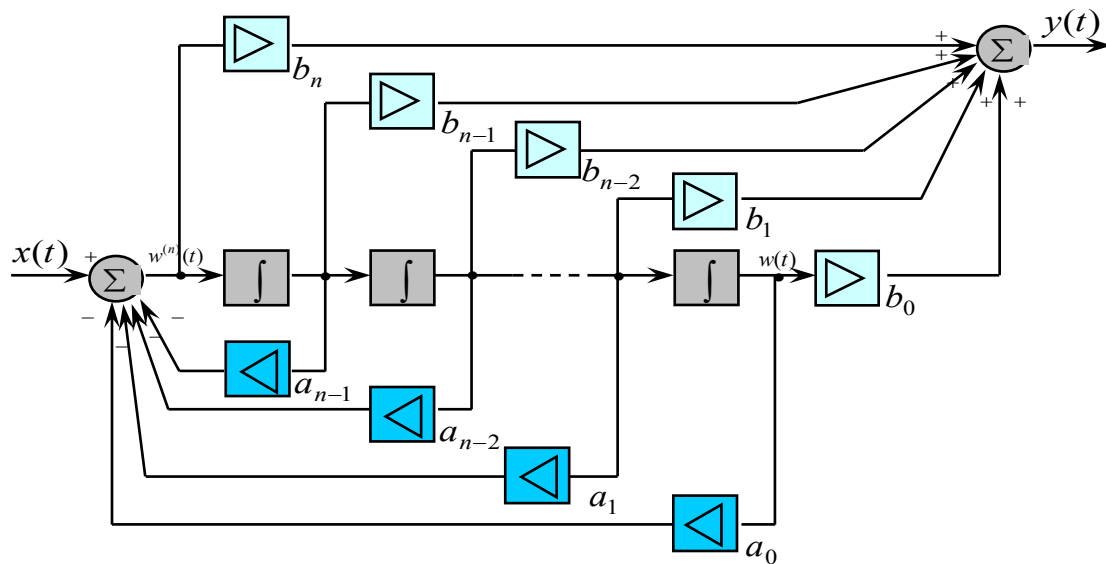 y(t)
+
Σ
b_n
+
+
+
+
b_{n-1}
b_{n-2}
b_1
x(t)
+
Σ
w^{(n)}(t)
∫
∫
∫
w(t)
b_0
−
−
−
−
a_{n-1}
a_{n-2}
a_1
a_0